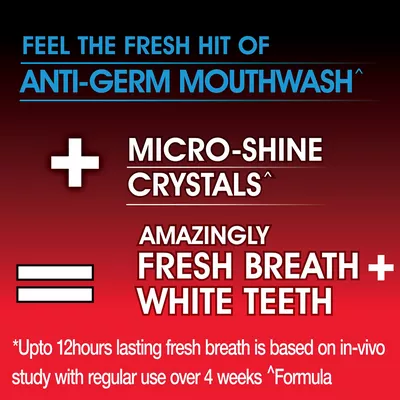 FEEL THE FRESH HIT OF
ANTI-GERM MOUTHWASH^
+ MICRO-SHINE
CRYSTALS^
AMAZINGLY
= FRESH BREATH +
WHITE TEETH
*Upto 12hours lasting fresh breath is based on in-vivo
study with regular use over 4 weeks ^Formula